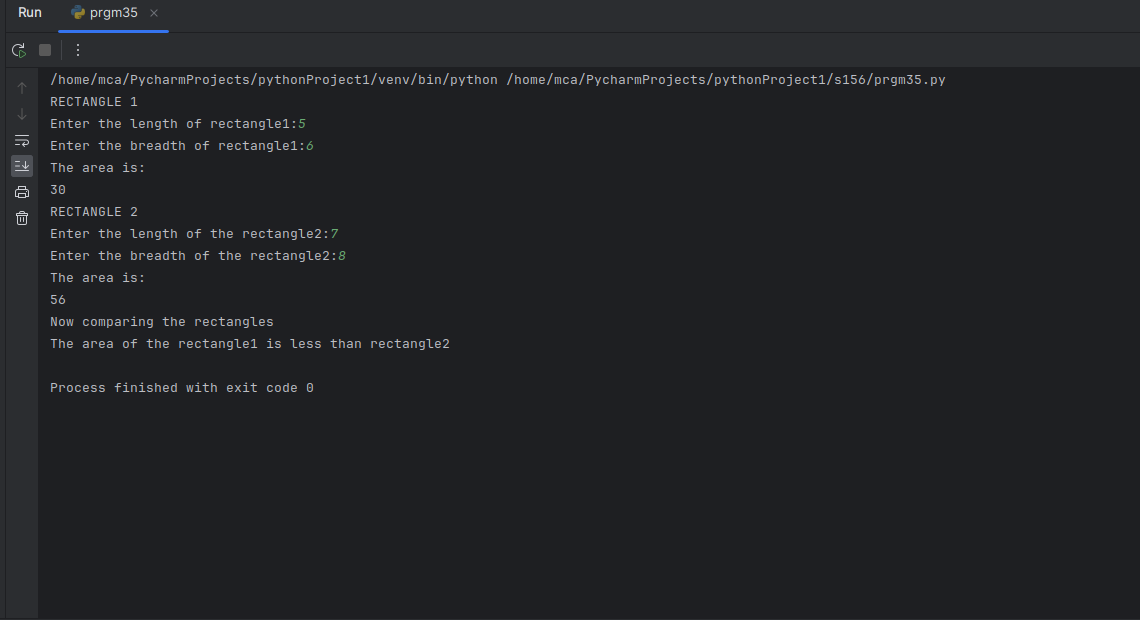 Run prgm35
/home/mca/PycharmProjects/pythonProject1/venv/bin/python /home/mca/PycharmProjects/pythonProject1/s156/prgm35.py
RECTANGLE 1
Enter the length of rectangle1:5
Enter the breadth of rectangle1:6
The area is:
30
RECTANGLE 2
Enter the length of the rectangle2:7
Enter the breadth of the rectangle2:8
The area is:
56
Now comparing the rectangles
The area of the rectangle1 is less than rectangle2
Process finished with exit code 0